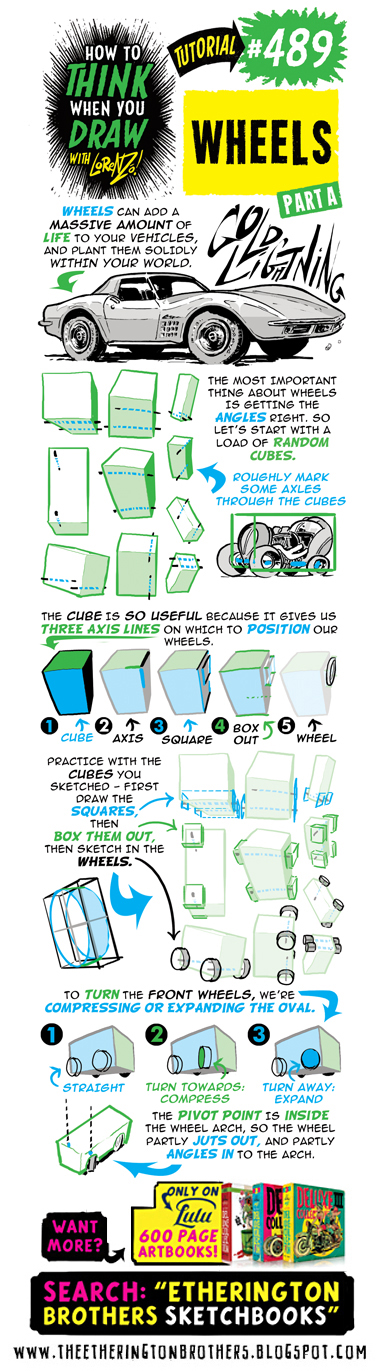 HOW TO
THINK
WHEN YOU
DRAW
WITH LORENZO!
TUTORIAL
#489
WHEELS
PART A
WHEELS CAN ADD A
MASSIVE AMOUNT OF
LIFE TO YOUR VEHICLES,
AND PLANT THEM SOLIDLY
WITHIN YOUR WORLD.
GOLD
LIGHTNING
THE MOST IMPORTANT
THING ABOUT WHEELS
IS GETTING THE
ANGLES RIGHT. SO
LET'S START WITH A
LOAD OF RANDOM
CUBES.
ROUGHLY MARK
SOME AXLES
THROUGH THE CUBES
THE CUBE IS SO USEFUL BECAUSE IT GIVES US
THREE AXIS LINES ON WHICH TO POSITION OUR
WHEELS.
1 CUBE
2 AXIS
3 SQUARE
4 BOX OUT
5 WHEEL
PRACTICE WITH THE
CUBES YOU
SKETCHED – FIRST
DRAW THE
SQUARES,
THEN
BOX THEM OUT,
THEN SKETCH IN THE
WHEELS.
TO TURN THE FRONT WHEELS, WE'RE
COMPRESSING OR EXPANDING THE OVAL.
1
2
3
STRAIGHT
TURN TOWARDS:
COMPRESS
TURN AWAY:
EXPAND
THE PIVOT POINT IS INSIDE
THE WHEEL ARCH, SO THE WHEEL
PARTLY JUTS OUT, AND PARTLY
ANGLES IN TO THE ARCH.
WANT
MORE?
ONLY ON
Lulu
600 PAGE
ARTBOOKS!
DELUXE III
SEARCH: "ETHERINGTON
BROTHERS SKETCHBOOKS"
WWW.THEETHERINGTONBROTHERS.BLOGSPOT.COM